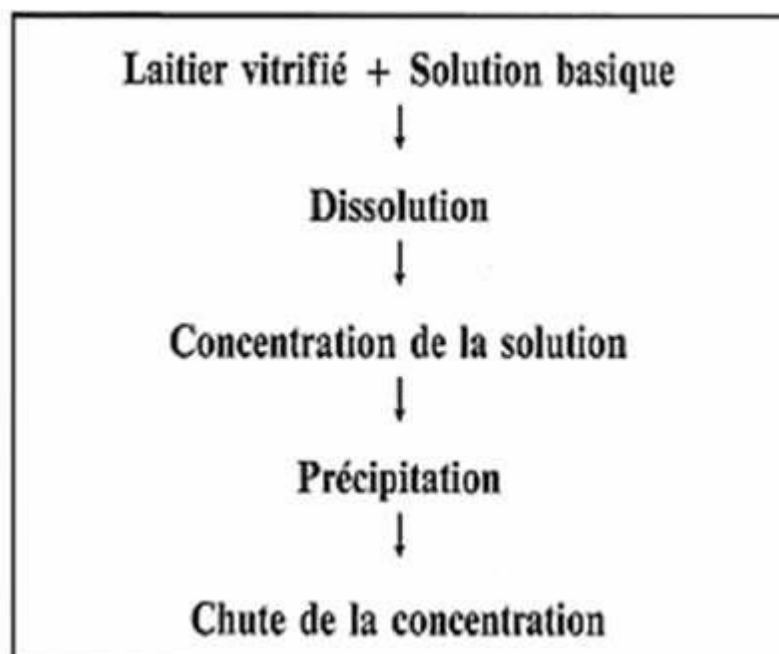 Laitier vitrifié + Solution basique
Dissolution
Concentration de la solution
Précipitation
Chute de la concentration